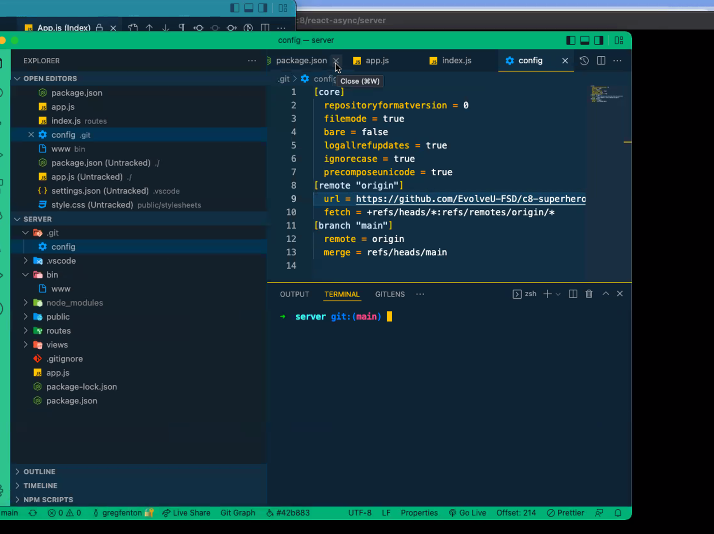 :8/react-async/server
App.js (Index)
config — server
EXPLORER
OPEN EDITORS
package.json
app.js
index.js routes
config .git
www bin
package.json (Untracked) ./
app.js (Untracked) ./
settings.json (Untracked) .vscode
style.css (Untracked) public/stylesheets
SERVER
.git
config
.vscode
bin
www
node_modules
public
routes
views
.gitignore
app.js
package-lock.json
package.json
OUTLINE
TIMELINE
NPM SCRIPTS
package.json app.js index.js config
.git > config
Close (⌘W)
1 [core]
2 repositoryformatversion = 0
3 filemode = true
4 bare = false
5 logallrefupdates = true
6 ignorecase = true
7 precomposeunicode = true
8 [remote "origin"]
9 url = https://github.com/EvolveU-FSD/c8-superhero
10 fetch = +refs/heads/*:refs/remotes/origin/*
11 [branch "main"]
12 remote = origin
13 merge = refs/heads/main
14
OUTPUT TERMINAL GITLENS ··· zsh
→ server git:(main)
main 0 0 gregfenton Live Share Git Graph #42b883 UTF-8 LF Properties Go Live Offset: 214 Prettier